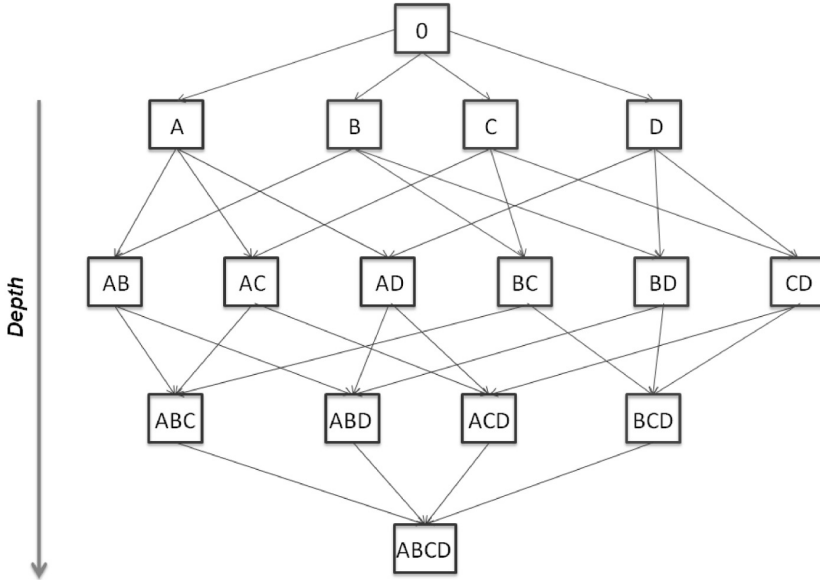 0
A B C D
AB AC AD BC BD CD
Depth
ABC ABD ACD BCD
ABCD